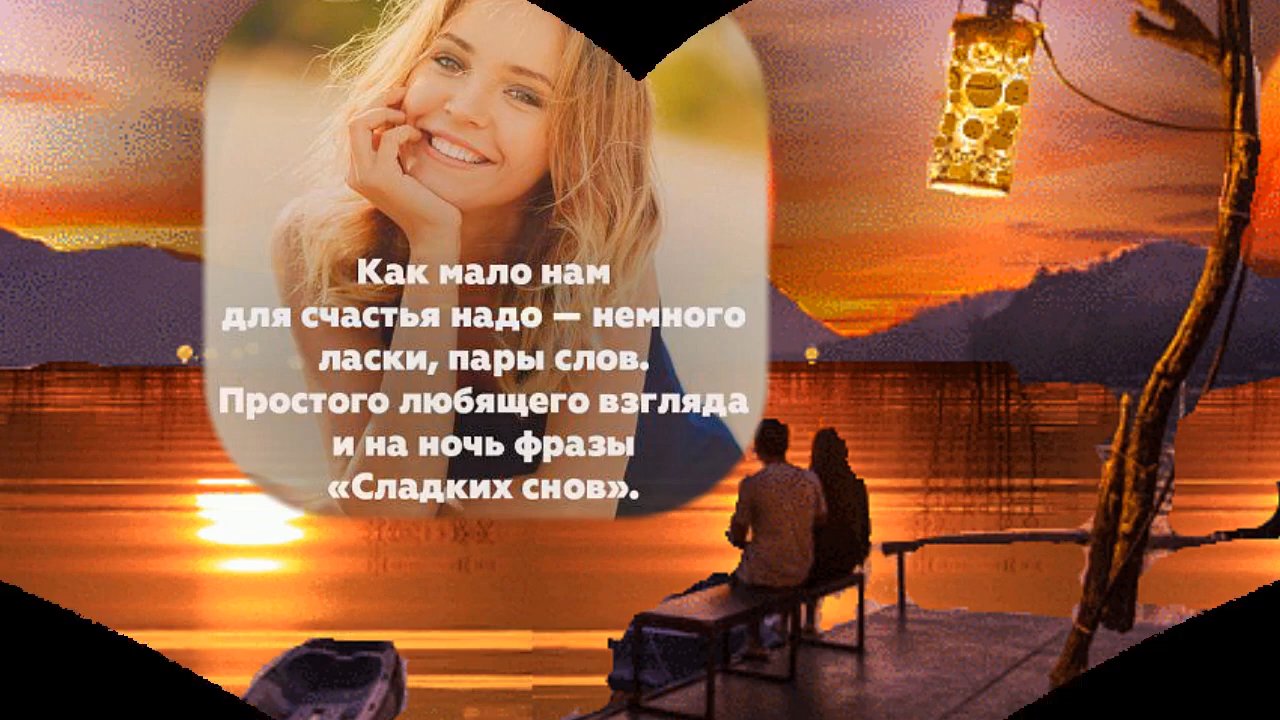 Как мало нам
для счастья надо — немного
ласки, пары слов.
Простого любящего взгляда
и на ночь фразы
«Сладких снов».